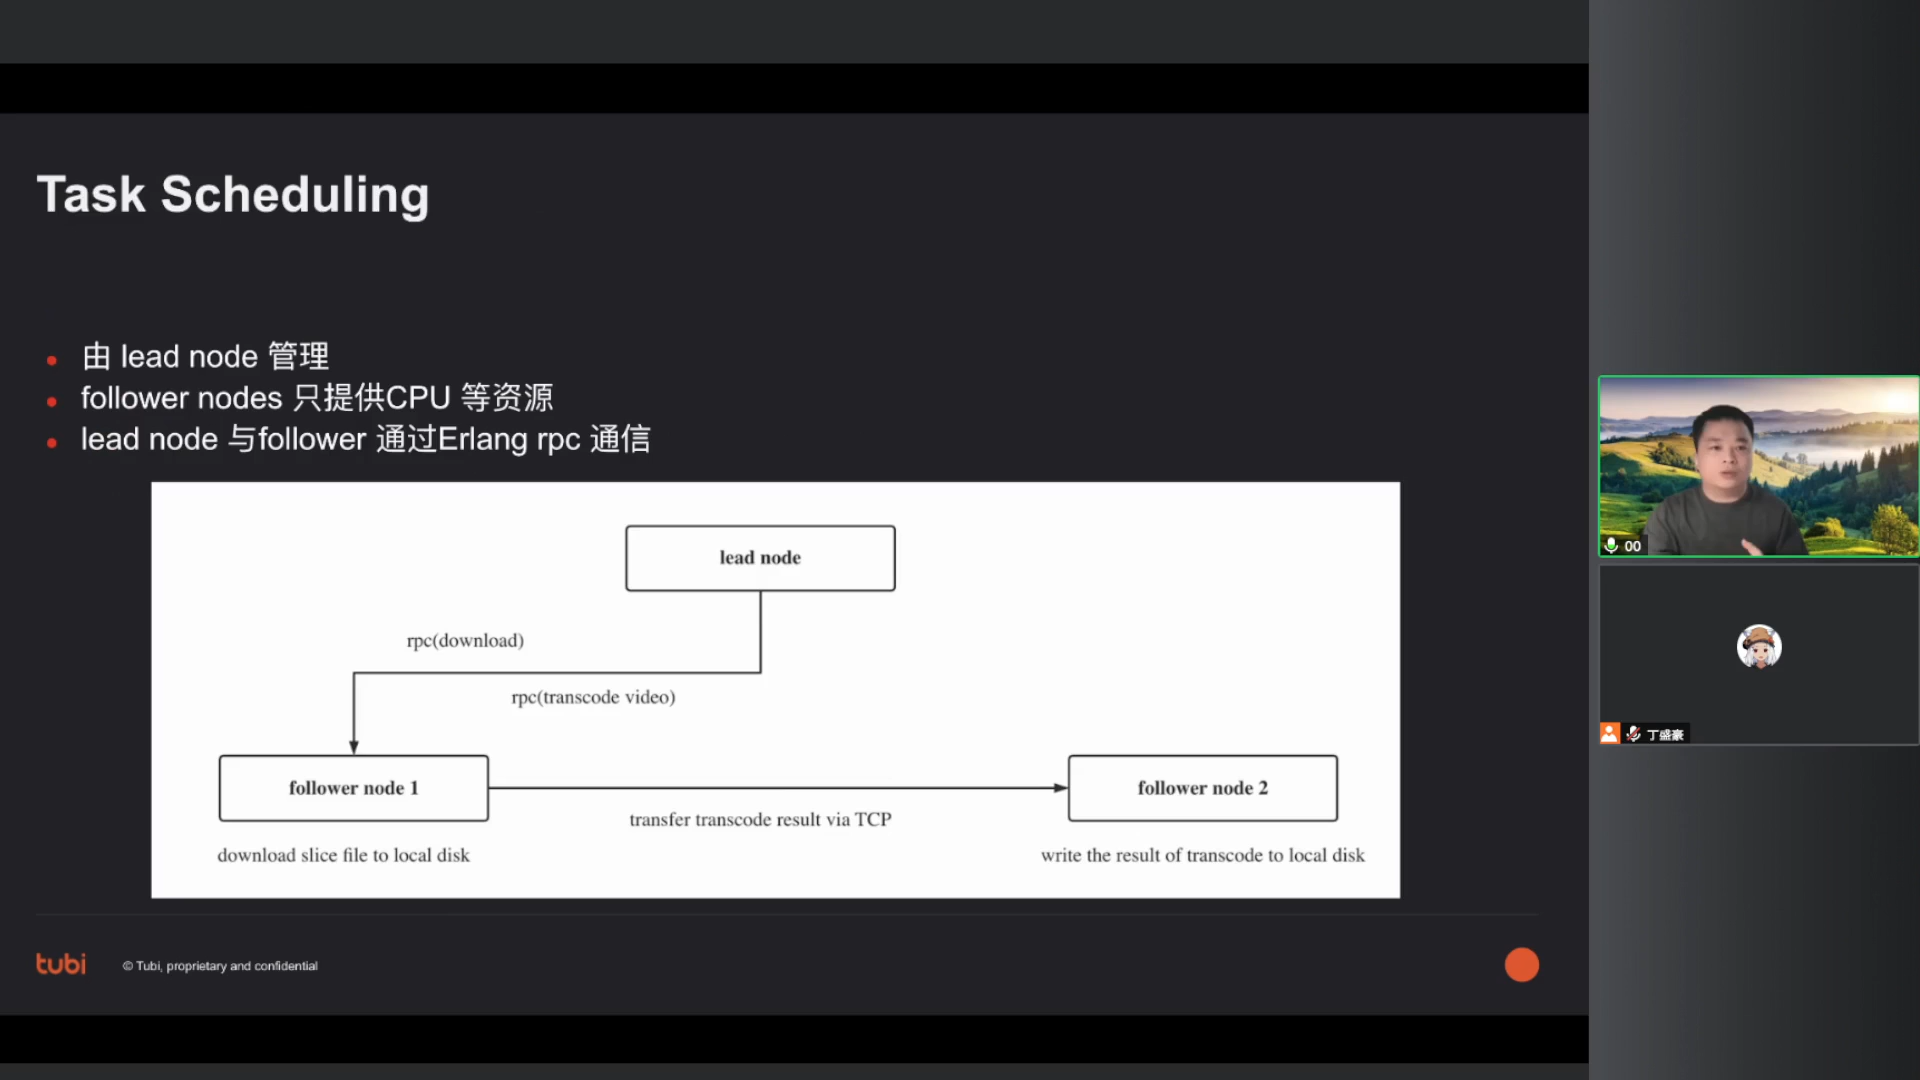 Task Scheduling
由 lead node 管理
follower nodes 只提供CPU 等资源
lead node 与follower 通过Erlang rpc 通信
lead node
rpc(download)
rpc(transcode video)
follower node 1
follower node 2
transfer transcode result via TCP
download slice file to local disk
write the result of transcode to local disk
tubi
© Tubi, proprietary and confidential
00
丁盛豪